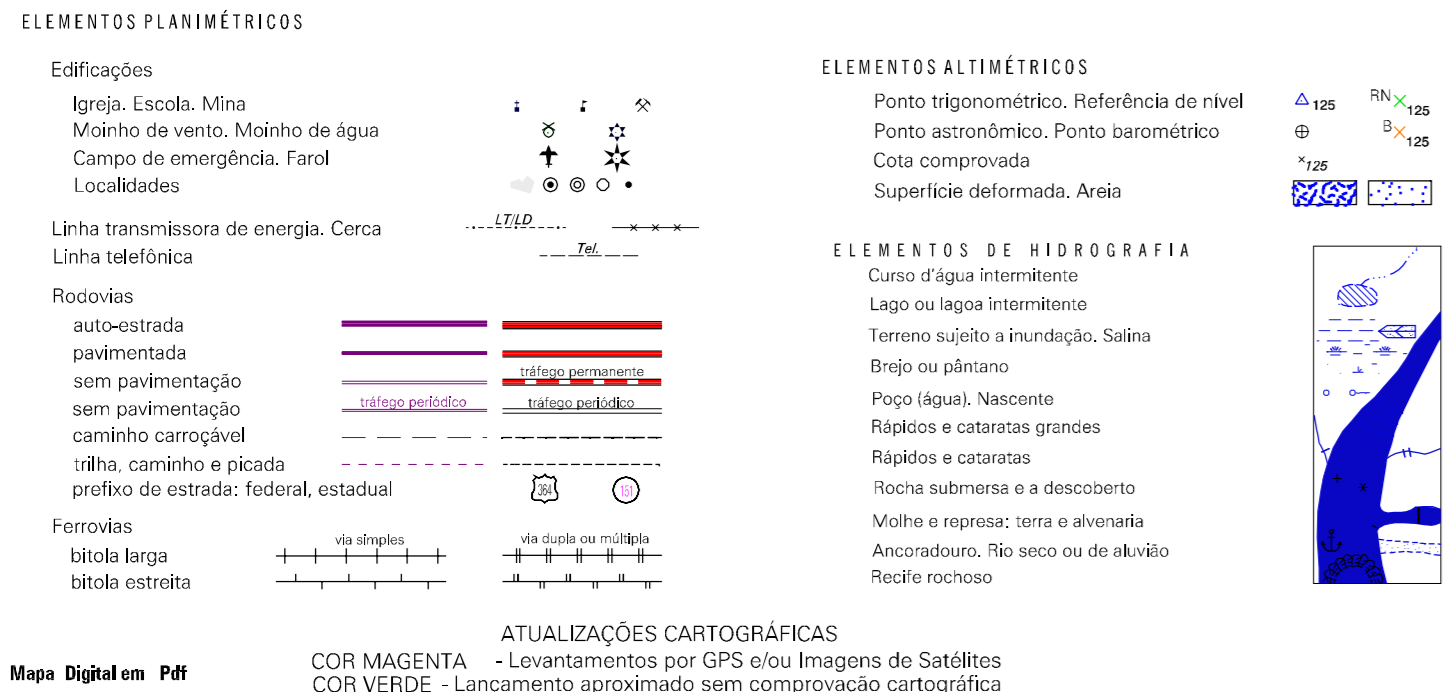 ELEMENTOS PLANIMÉTRICOS
Edificações
Igreja. Escola. Mina
Moinho de vento. Moinho de água
Campo de emergência. Farol
Localidades
Linha transmissora de energia. Cerca
LT/LD
Linha telefônica
Tel.
Rodovias
auto-estrada
pavimentada
sem pavimentação
tráfego permanente
sem pavimentação
tráfego periódico
tráfego periódico
caminho carroçável
trilha, caminho e picada
prefixo de estrada: federal, estadual
364
151
Ferrovias
via simples
via dupla ou múltipla
bitola larga
bitola estreita
ELEMENTOS ALTIMÉTRICOS
Ponto trigonométrico. Referência de nível
125
RN
125
Ponto astronômico. Ponto barométrico
B
125
Cota comprovada
125
Superfície deformada. Areia
ELEMENTOS DE HIDROGRAFIA
Curso d'água intermitente
Lago ou lagoa intermitente
Terreno sujeito a inundação. Salina
Brejo ou pântano
Poço (água). Nascente
Rápidos e cataratas grandes
Rápidos e cataratas
Rocha submersa e a descoberto
Molhe e represa: terra e alvenaria
Ancoradouro. Rio seco ou de aluvião
Recife rochoso
ATUALIZAÇÕES CARTOGRÁFICAS
COR MAGENTA - Levantamentos por GPS e/ou Imagens de Satélites
COR VERDE - Lançamento aproximado sem comprovação cartográfica
Mapa Digital em Pdf